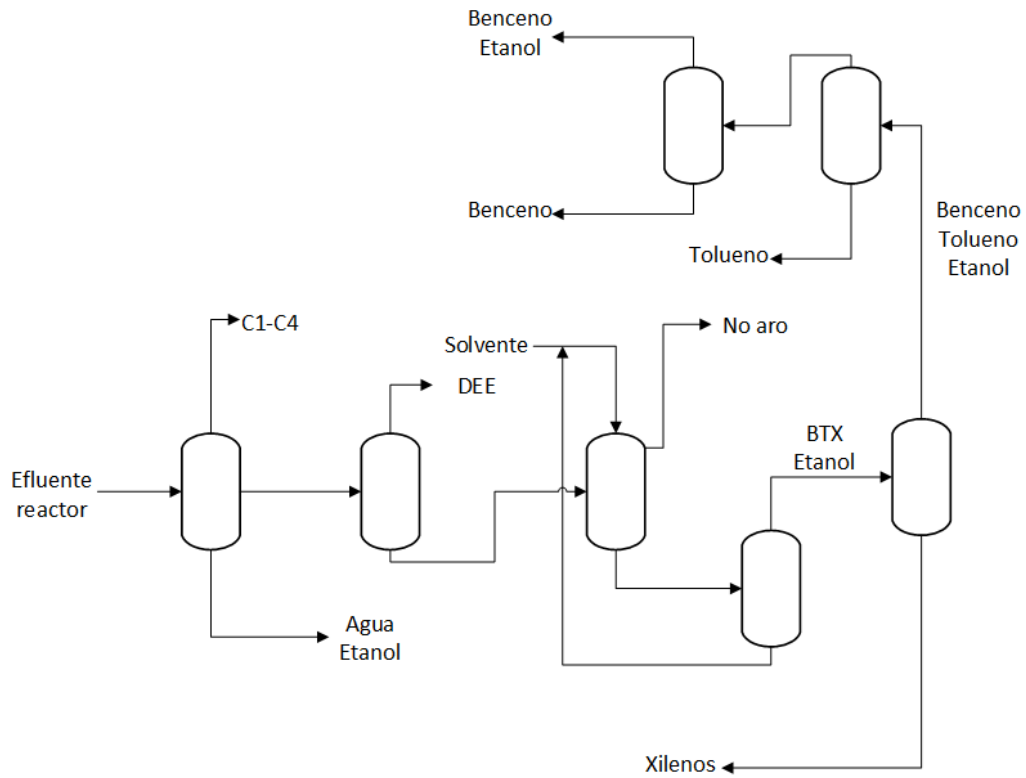 Benceno
Etanol
Benceno
Tolueno
Benceno
Tolueno
Etanol
C1-C4
Solvente
No aro
DEE
BTX
Etanol
Efluente
reactor
Agua
Etanol
Xilenos